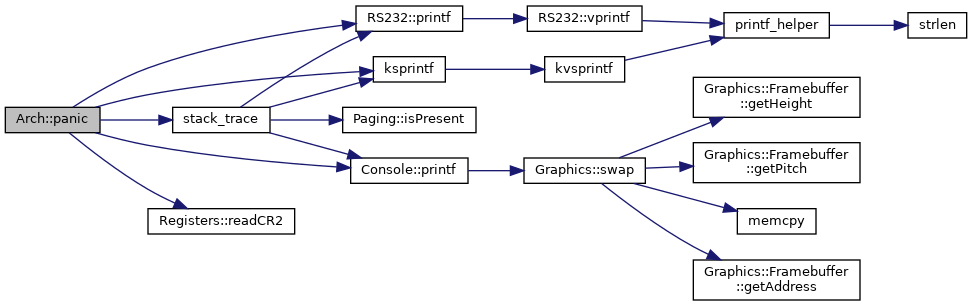 RS232::printf
RS232::vprintf
printf_helper
strlen
ksprintf
kvsprintf
Graphics::Framebuffer
::getHeight
Arch::panic
stack_trace
Paging::isPresent
Graphics::Framebuffer
::getPitch
Console::printf
Graphics::swap
Registers::readCR2
memcpy
Graphics::Framebuffer
::getAddress